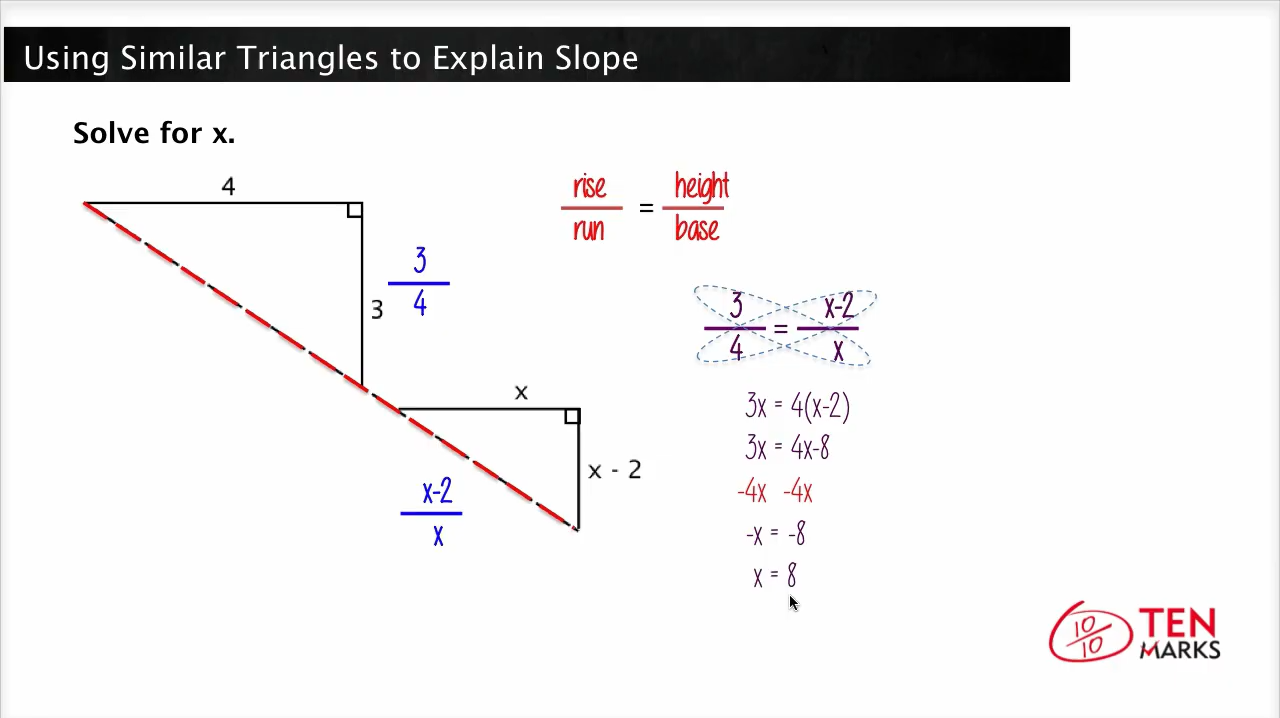 Using Similar Triangles to Explain Slope
Solve for x.
4
3
3
4
rise
run
=
height
base
3
4
=
x-2
x
x
x - 2
x-2
x
3x = 4(x-2)
3x = 4x-8
-4x -4x
-x = -8
x = 8
10
10
TEN
MARKS